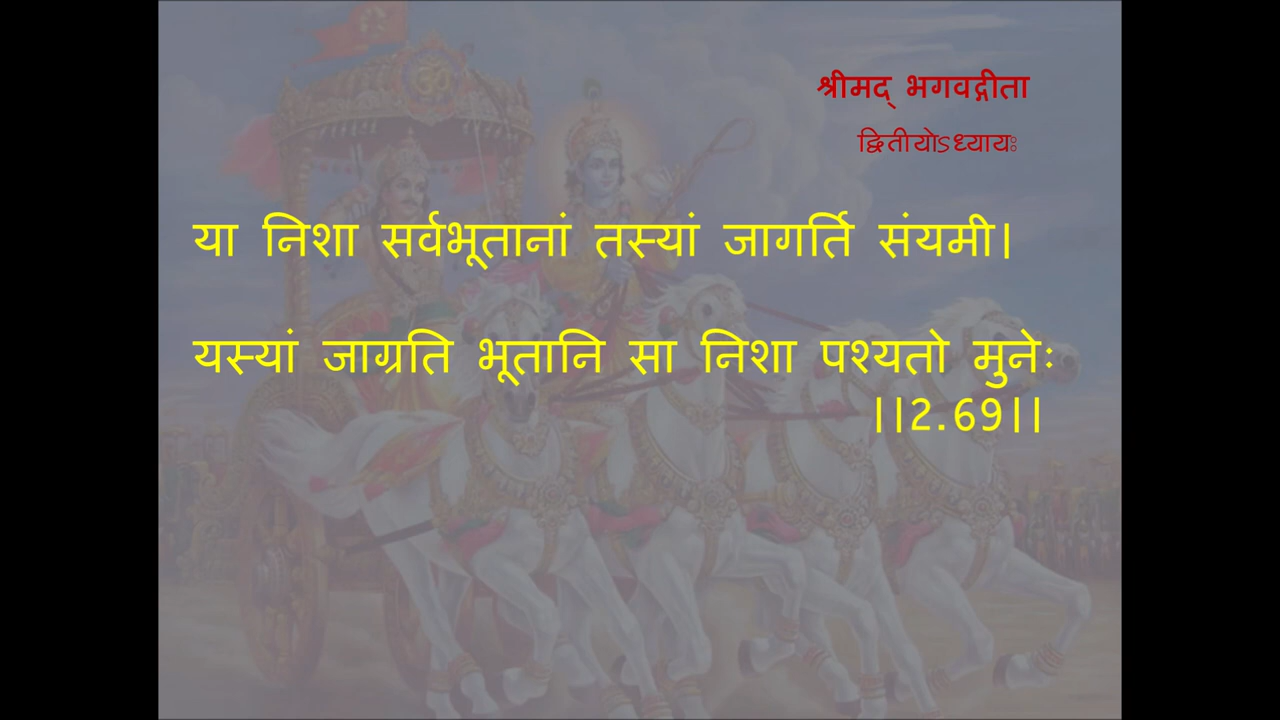 श्रीमद् भगवद्गीता
द्वितीयोऽध्यायः
या निशा सर्वभूतानां तस्यां जागर्ति संयमी।
यस्यां जाग्रति भूतानि सा निशा पश्यतो मुनेः
||2.69||